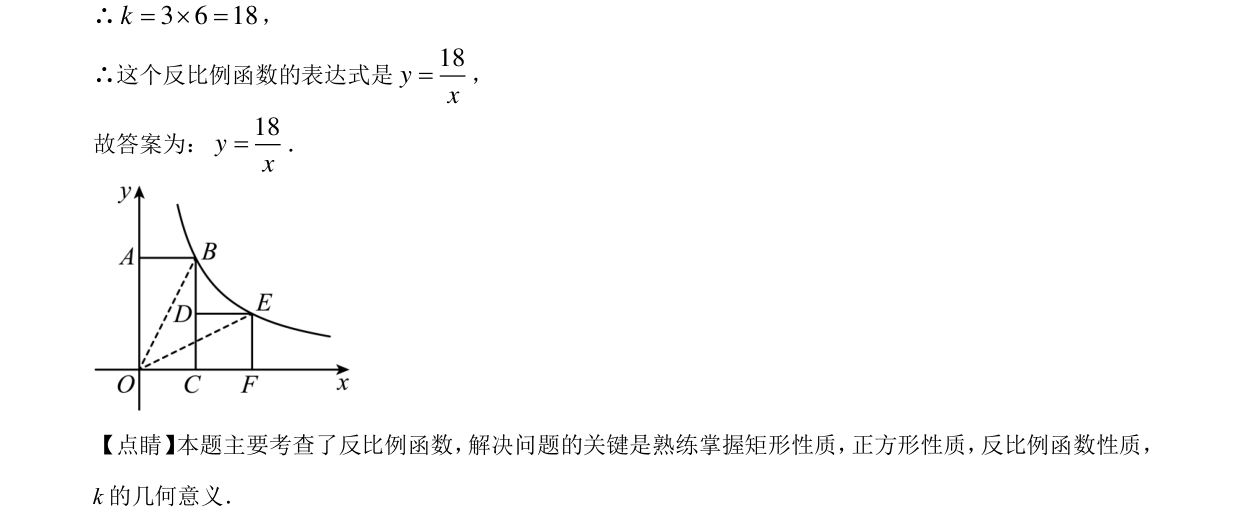 ∴ k = 3×6 = 18，
∴这个反比例函数的表达式是 y = 18/x，
故答案为：y = 18/x．
y
A
B
D
E
O
C
F
x
【点睛】本题主要考查了反比例函数，解决问题的关键是熟练掌握矩形性质，正方形性质，反比例函数性质，
k 的几何意义．